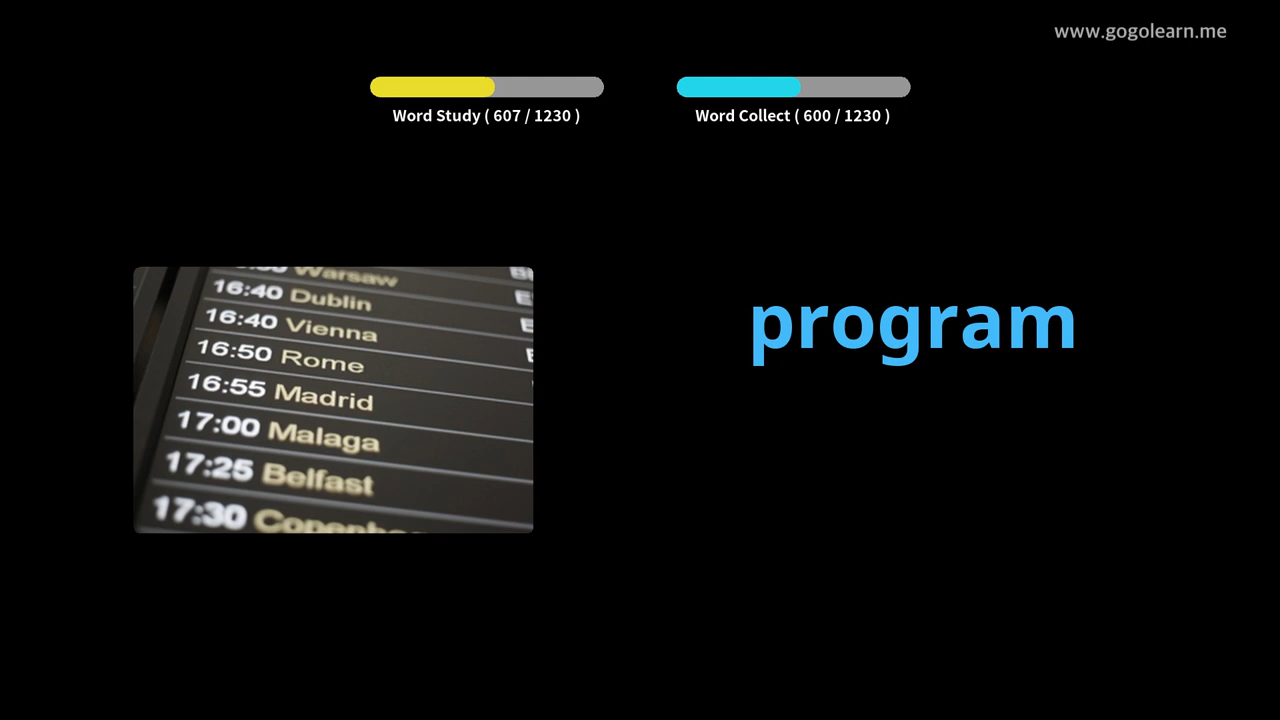 www.gogolearn.me
Word Study ( 607 / 1230 )
Word Collect ( 600 / 1230 )
Warsaw
16:40 Dublin
16:40 Vienna
16:50 Rome
16:55 Madrid
17:00 Malaga
17:25 Belfast
17:30
program